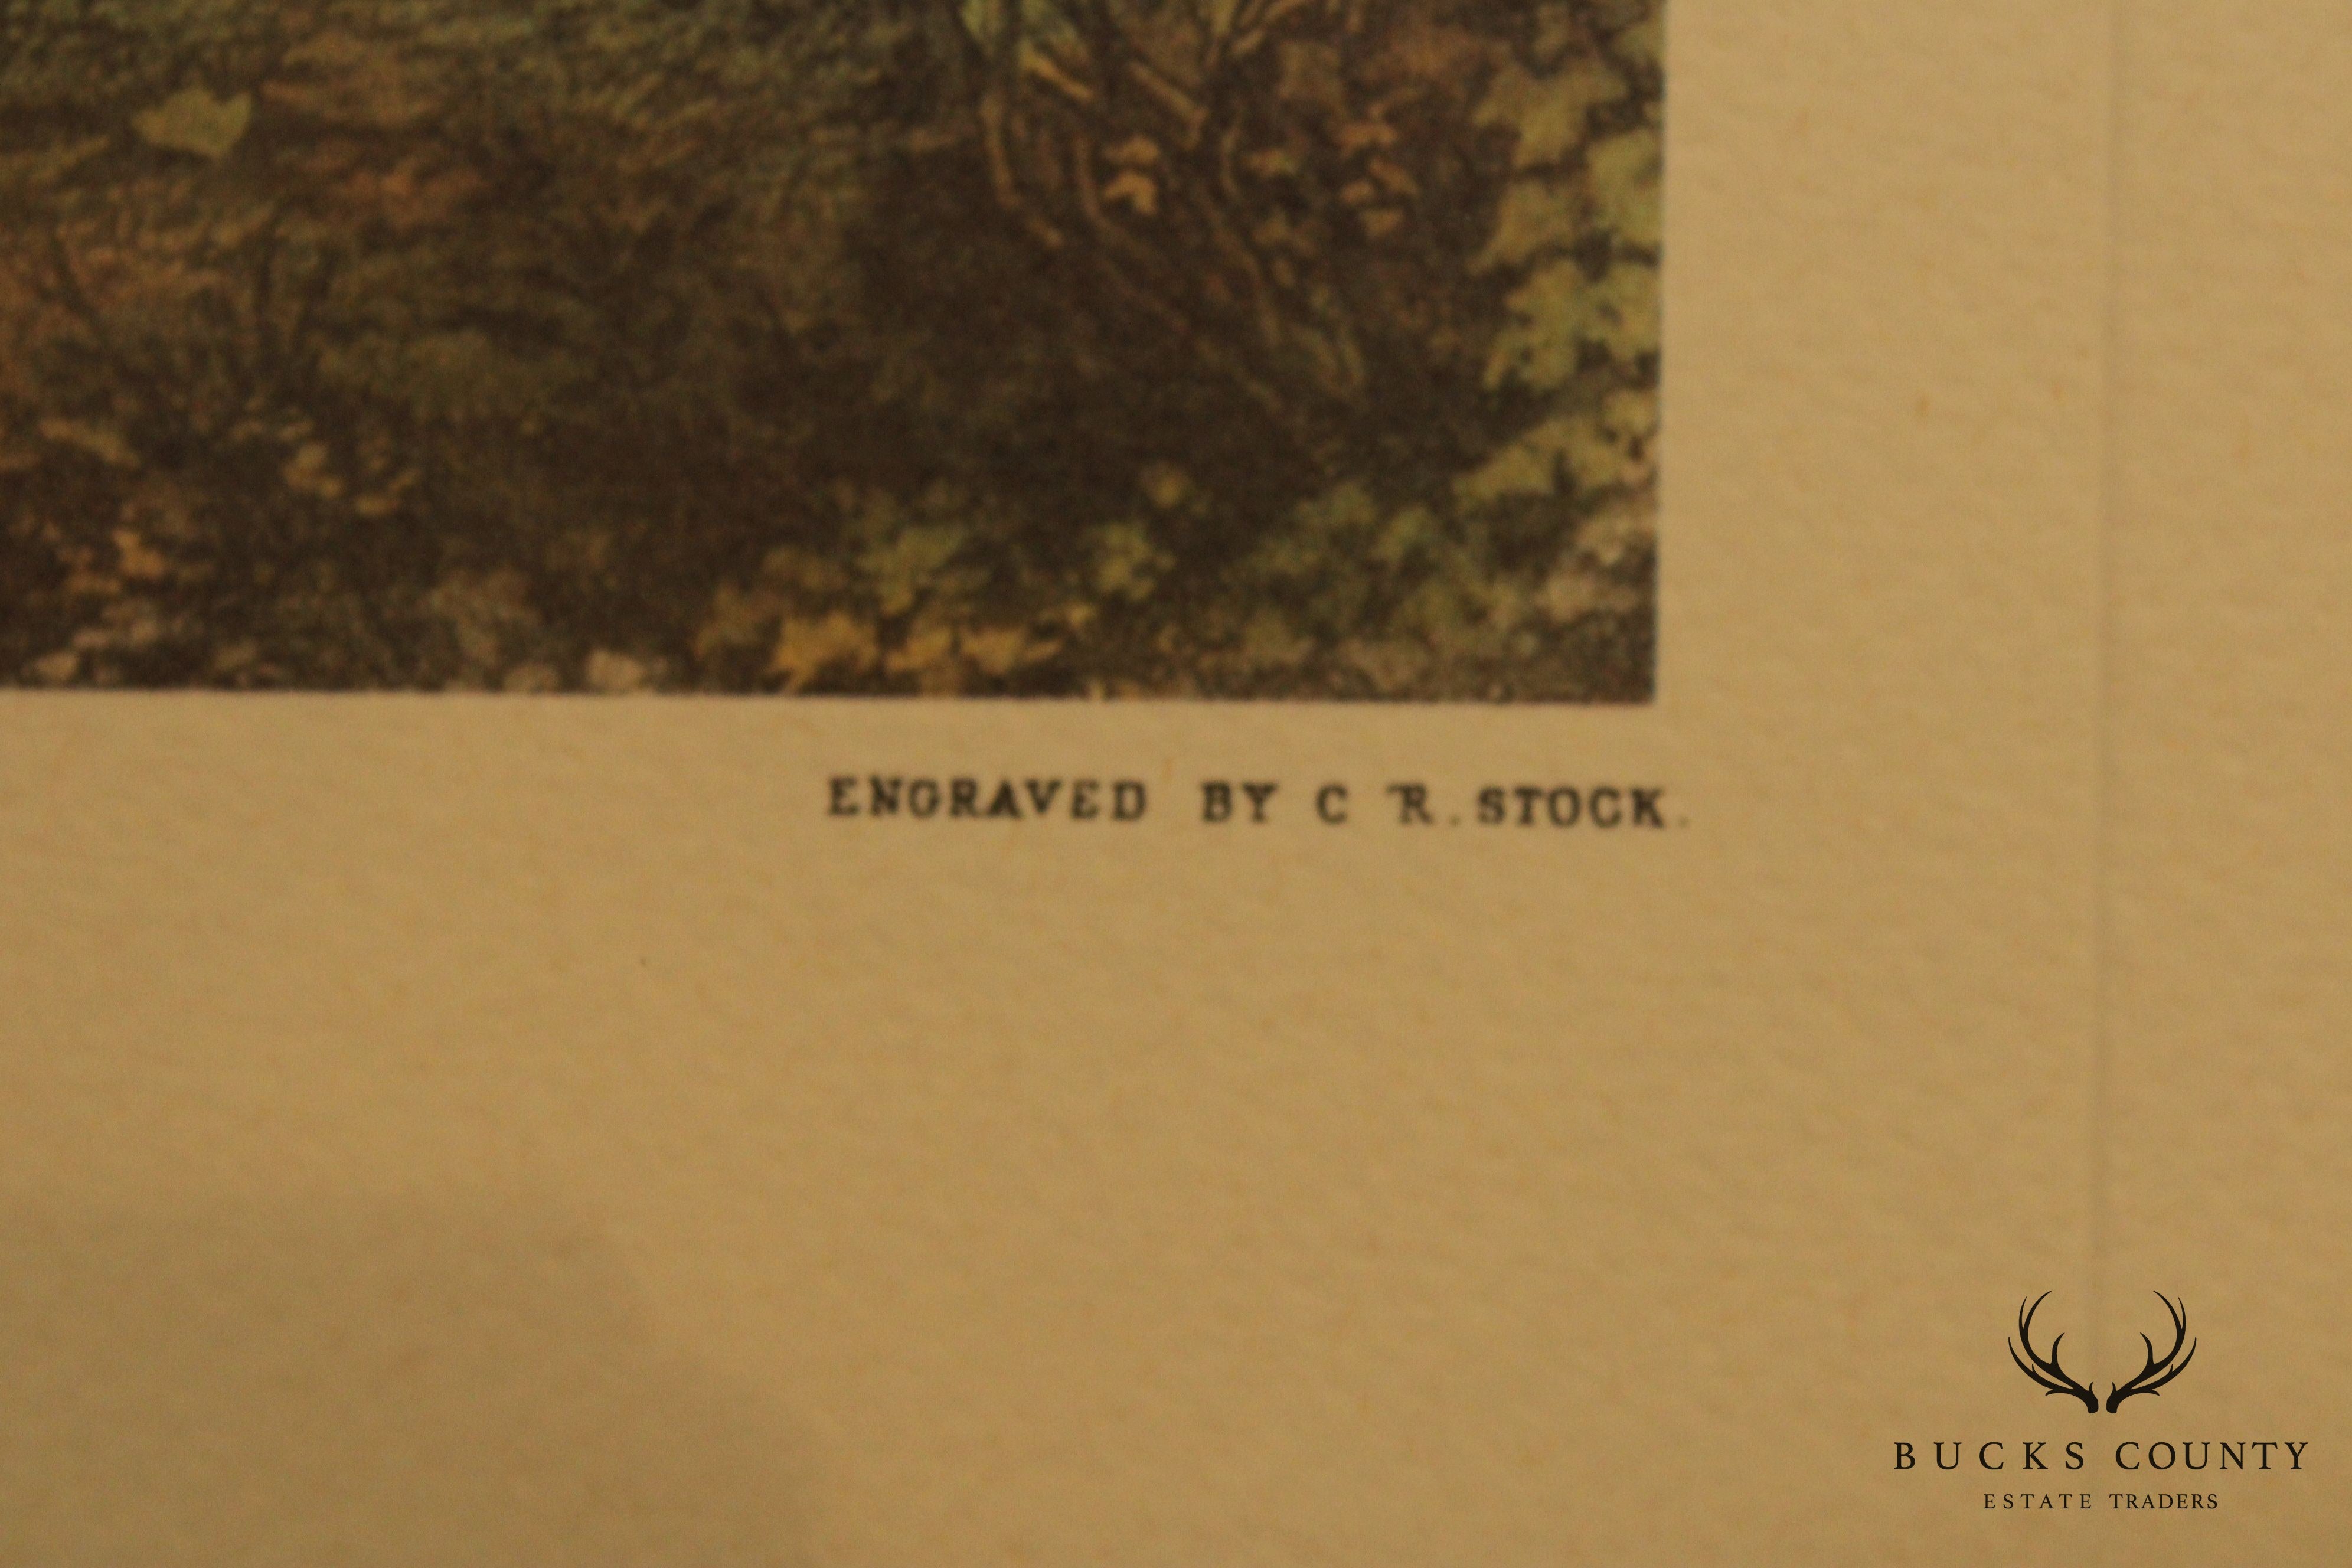 ENGRAVED BY C R. STOCK.
BUCKS COUNTY
ESTATE TRADERS